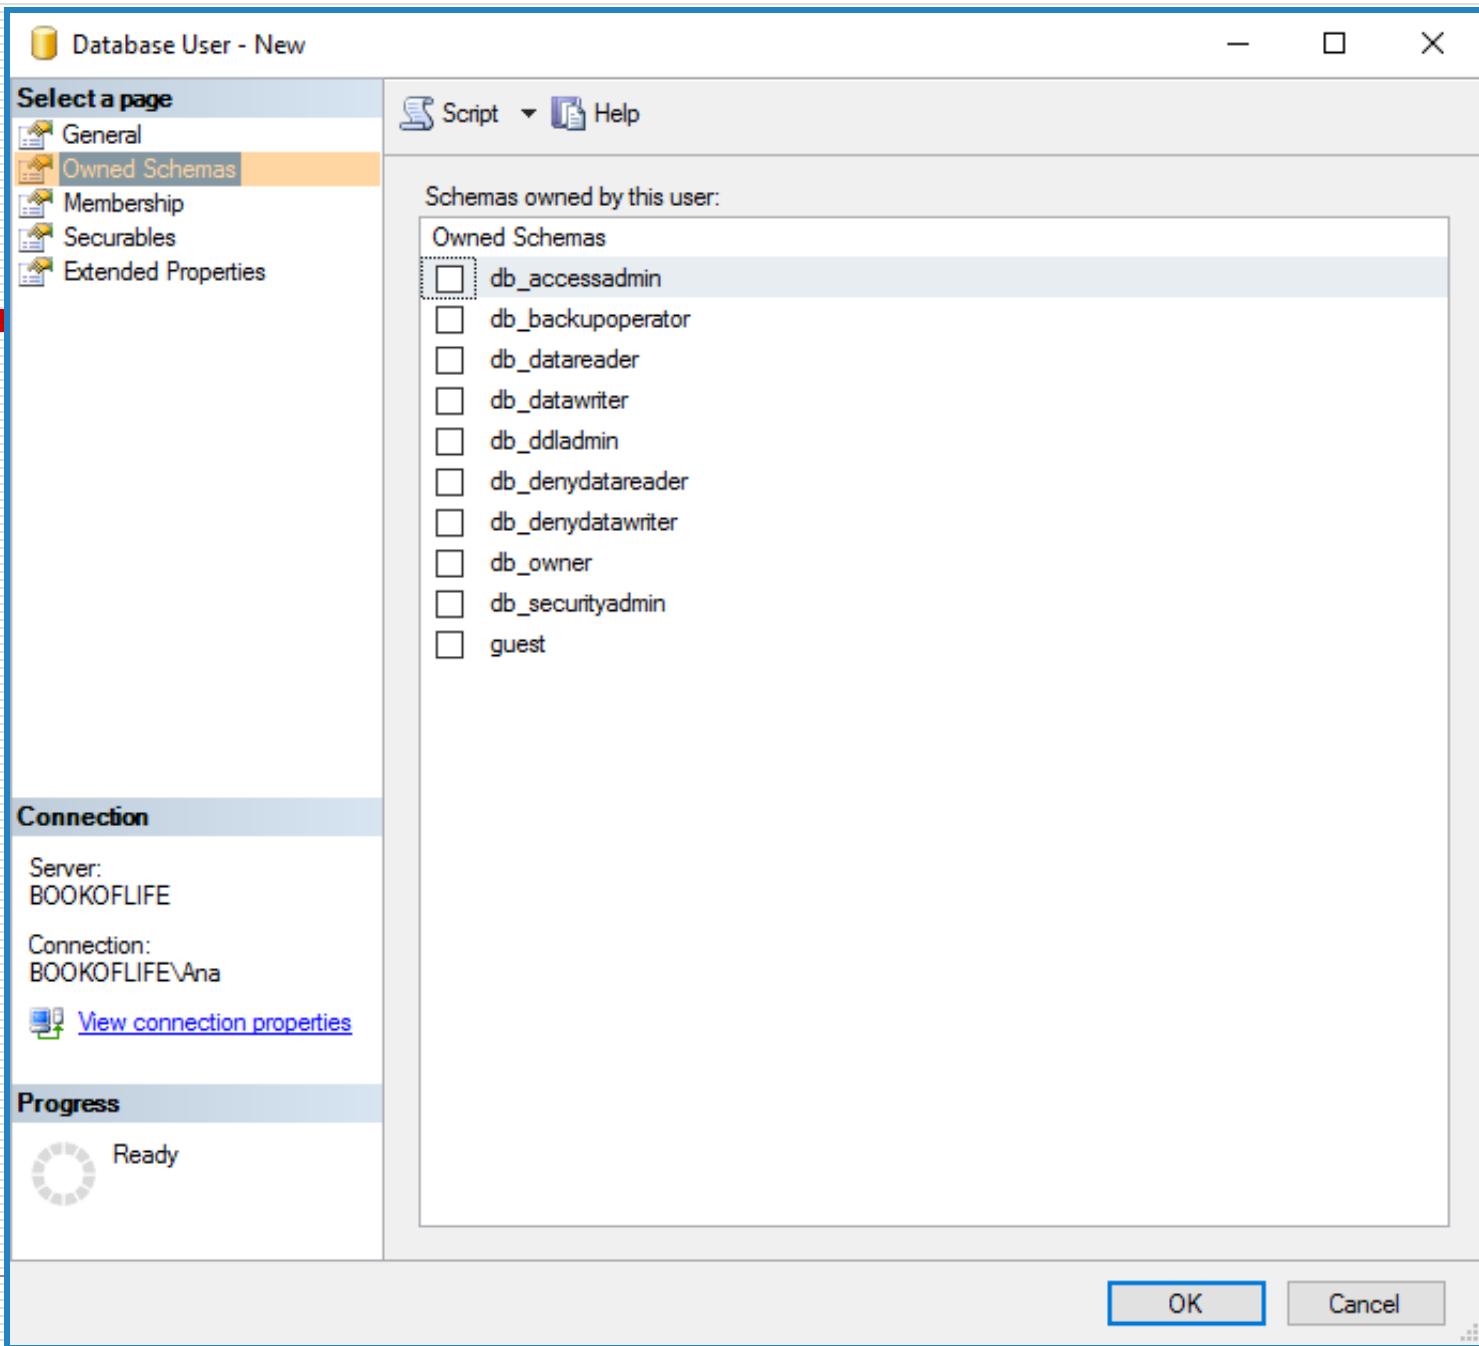 Database User - New
Select a page
General
Owned Schemas
Membership
Securables
Extended Properties
Script
Help
Schemas owned by this user:
Owned Schemas
db_accessadmin
db_backupoperator
db_datareader
db_datawriter
db_ddladmin
db_denydatareader
db_denydatawriter
db_owner
db_securityadmin
guest
Connection
Server:
BOOKOFLIFE
Connection:
BOOKOFLIFE\Ana
View connection properties
Progress
Ready
OK
Cancel